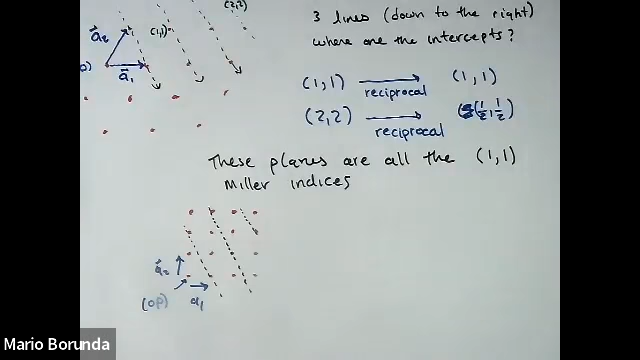 (2,2)
3 lines (down to the right)
a₂ (1,1)
where are the intercepts?
a₁
(1,1) → (1,1)
reciprocal
(2,2) → (1/2, 1/2)
reciprocal
These planes are all the (1,1)
Miller indices
a₂
(0,0) a₁
Mario Borunda